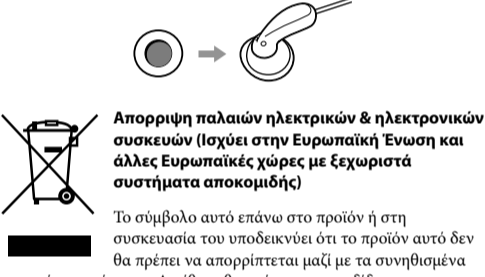 Απορριψη παλαιών ηλεκτρικών & ηλεκτρονικών
συσκευών (Ισχύει στην Ευρωπαϊκή Ένωση και
άλλες Ευρωπαϊκές χώρες με ξεχωριστά
συστήματα αποκομιδής)
Το σύμβολο αυτό επάνω στο προϊόν ή στη
συσκευασία του υποδεικνύει ότι το προϊόν αυτό δεν
θα πρέπει να απορρίπτεται μαζί με τα συνηθισμένα